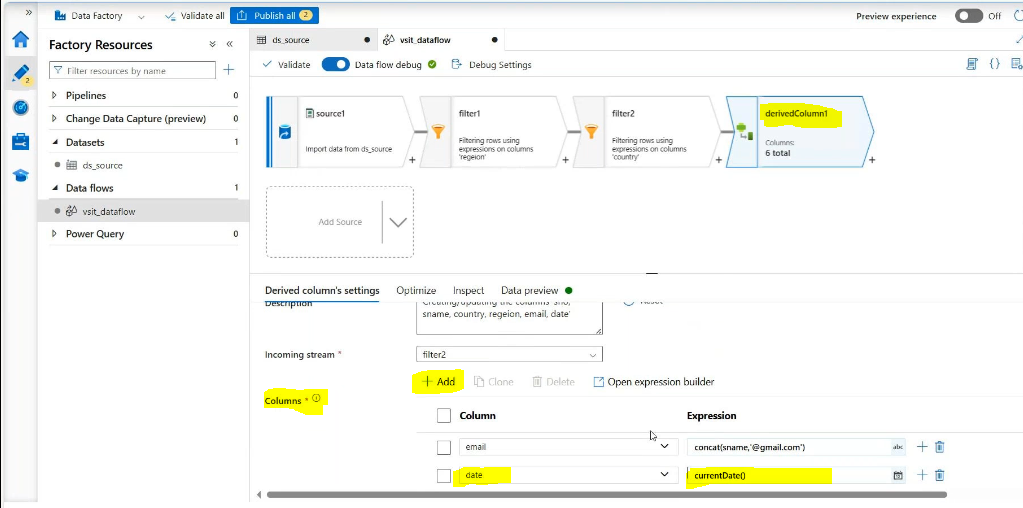 »
Data Factory
Validate all
Publish all 2
Preview experience
Off
Factory Resources
«
Filter resources by name
Pipelines 0
Change Data Capture (preview) 0
Datasets 1
ds_source
Data flows 1
vsit_dataflow
Power Query 0
2
ds_source
vsit_dataflow
Validate
Data flow debug
Debug Settings
source1
Import data from ds_source
+
filter1
Filtering rows using
expressions on columns
'regeion'
+
filter2
Filtering rows using
expressions on columns
'country'
+
derivedColumn1
Columns:
6 total
+
Add Source
Derived column's settings
Optimize
Inspect
Data preview
Description
Creating/updating the columns 'sno,
sname, country, regeion, email, date'
Reset
Incoming stream *
filter2
+ Add
Clone
Delete
Open expression builder
Columns *
Column
Expression
email
concat(sname,'@gmail.com')
abc
date
currentDate()